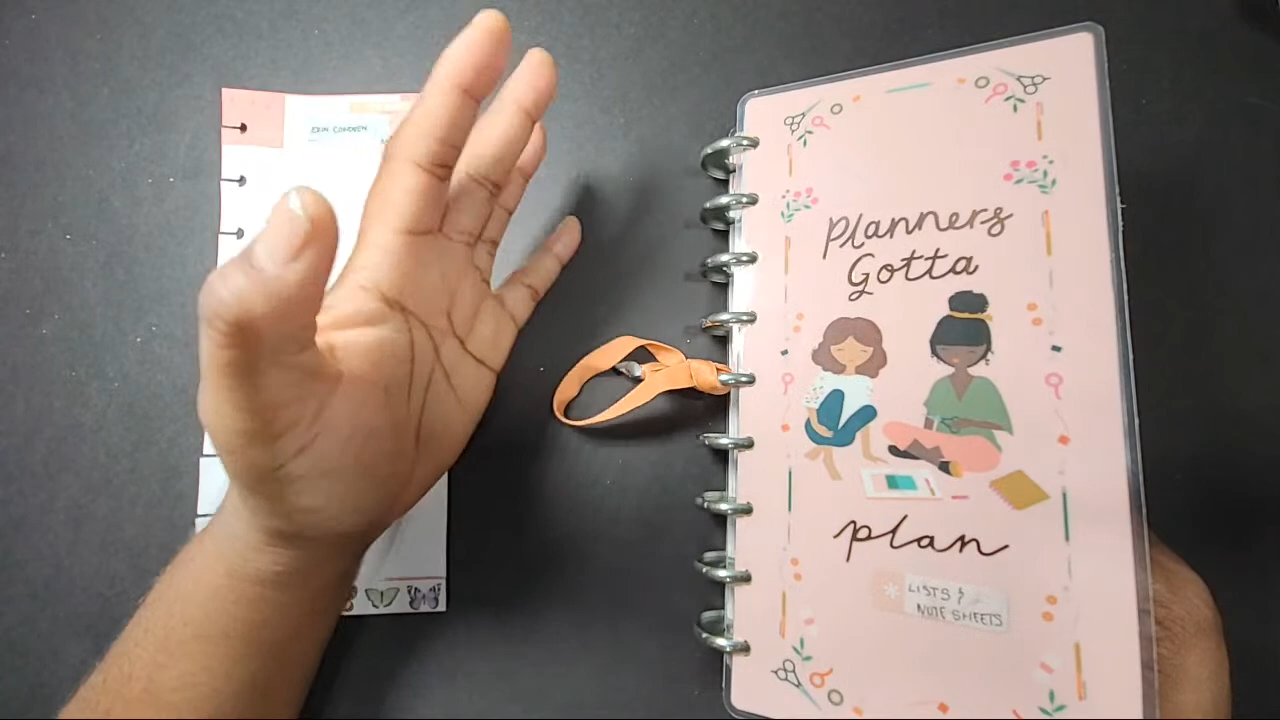 ERIN CONDREN
Planners
Gotta
plan
LISTS &
NOTE SHEETS